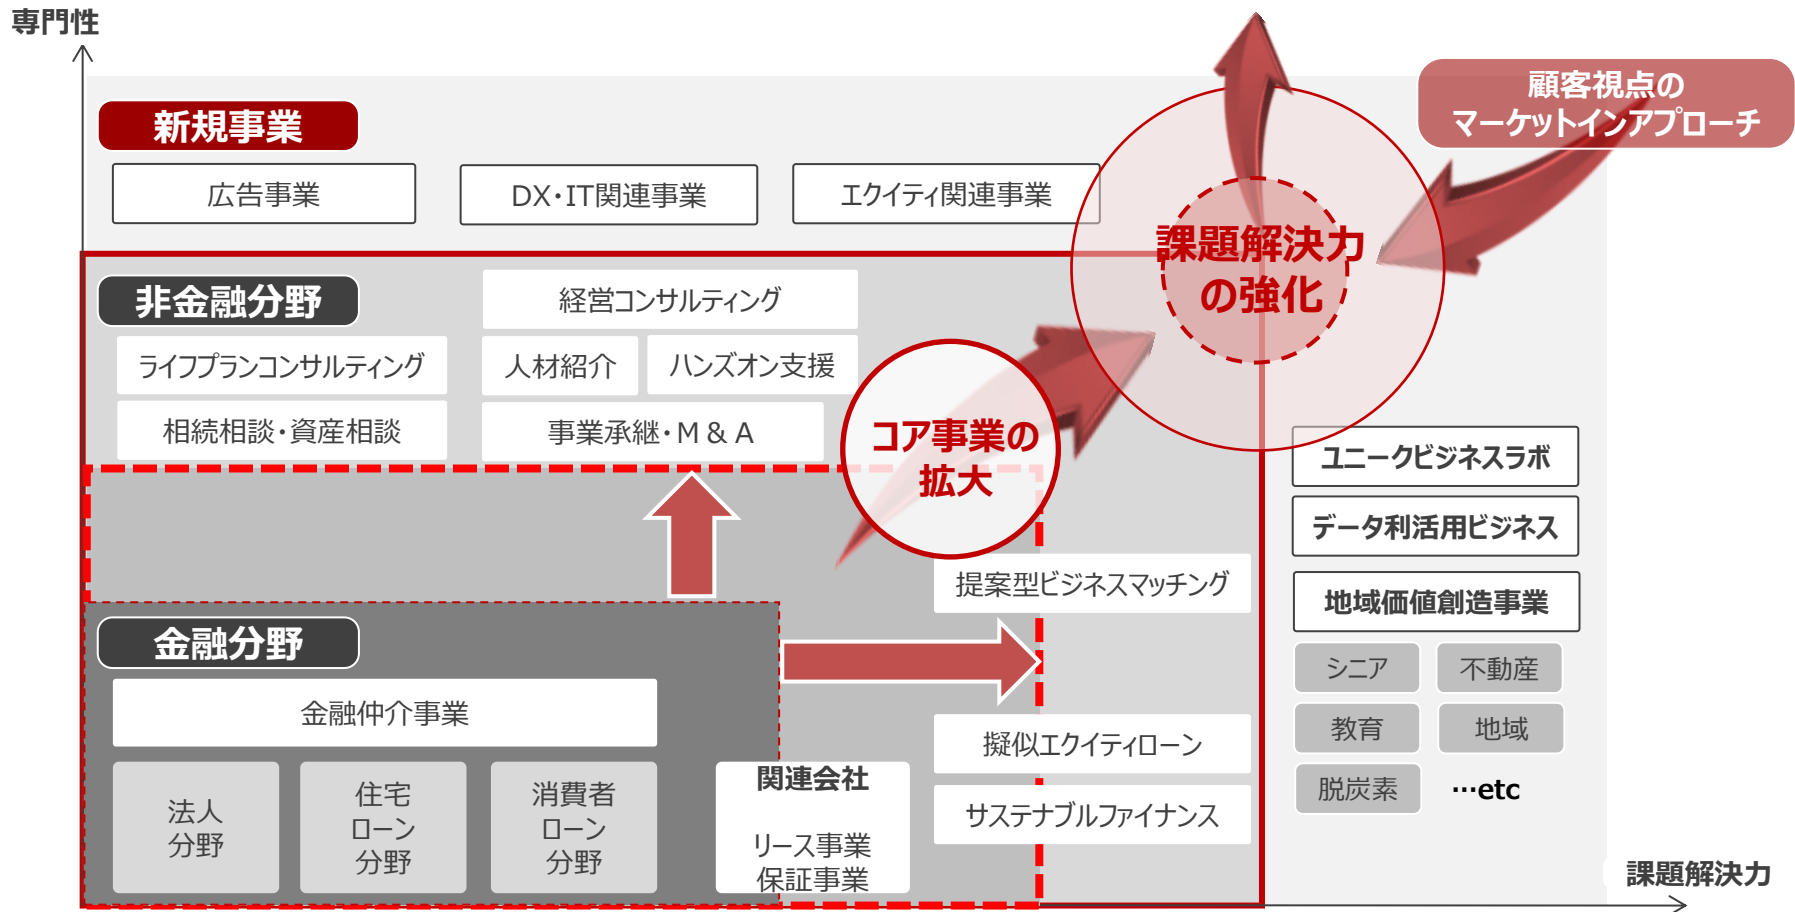 専門性
顧客視点の
マーケットインアプローチ
新規事業
広告事業
DX・IT関連事業
エクイティ関連事業
課題解決力
の強化
非金融分野
経営コンサルティング
ライフプランコンサルティング
人材紹介
ハンズオン支援
相続相談・資産相談
事業承継・M & A
コア事業の
拡大
ユニークビジネスラボ
データ利活用ビジネス
提案型ビジネスマッチング
地域価値創造事業
金融分野
シニア
不動産
金融仲介事業
教育
地域
擬似エクイティローン
関連会社
リース事業
保証事業
脱炭素
…etc
法人
分野
住宅
ローン
分野
消費者
ローン
分野
サステナブルファイナンス
課題解決力